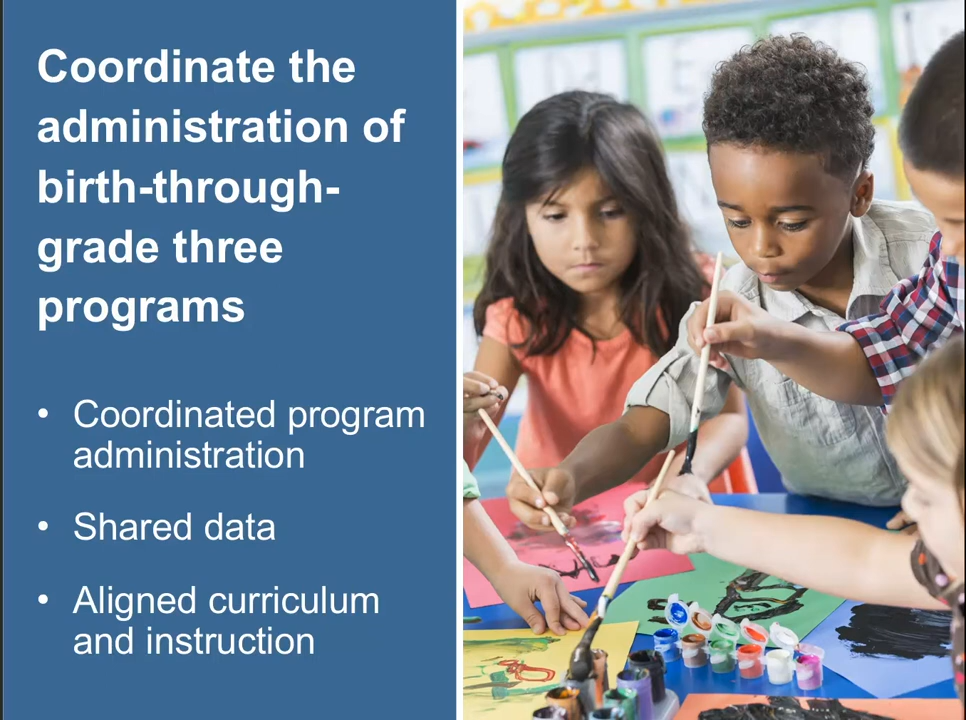 Coordinate the
administration of
birth-through-
grade three
programs
• Coordinated program
administration
• Shared data
• Aligned curriculum
and instruction